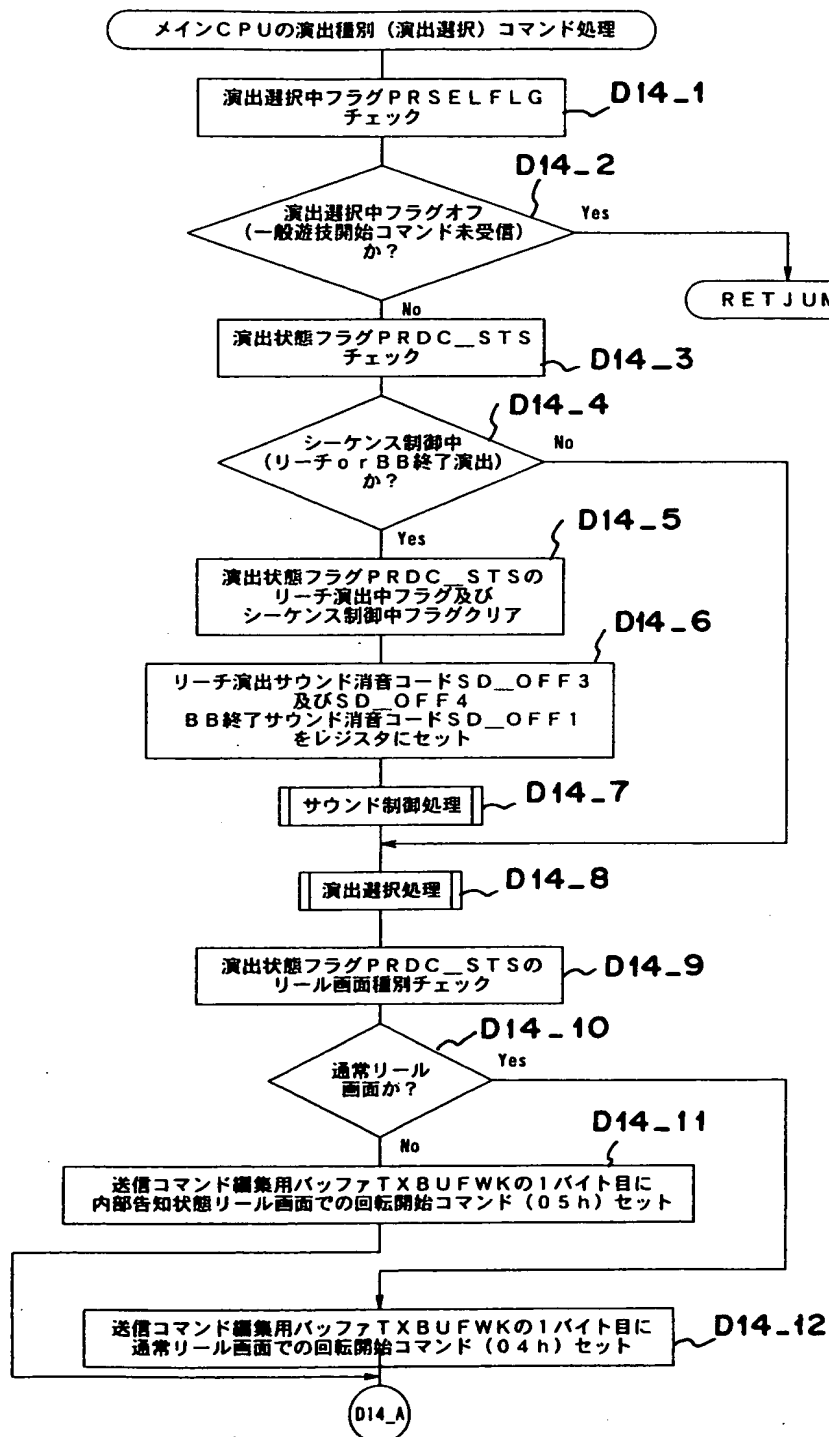 メインCPUの演出種別(演出選択)コマンド処理
演出選択中フラグPRSELFLG
チェック
D14_1
D14_2
演出選択中フラグオフ
(一般遊技開始コマンド未受信)
か?
Yes
RETJUM
No
演出状態フラグPRDC__STS
チェック
D14_3
D14_4
シーケンス制御中
(リーチorBB終了演出)
か?
No
Yes
D14_5
演出状態フラグPRDC__STSの
リーチ演出中フラグ及び
シーケンス制御中フラグクリア
D14_6
リーチ演出サウンド消音コードSD__OFF3
及びSD__OFF4
BB終了サウンド消音コードSD__OFF1
をレジスタにセット
サウンド制御処理
D14_7
演出選択処理
D14_8
演出状態フラグPRDC__STSの
リール画面種別チェック
D14_9
D14_10
通常リール
画面か?
Yes
No
D14_11
送信コマンド編集用バッファTXBUFWKの1バイト目に
内部告知状態リール画面での回転開始コマンド(05h)セット
送信コマンド編集用バッファTXBUFWKの1バイト目に
通常リール画面での回転開始コマンド(04h)セット
D14_12
D14_A